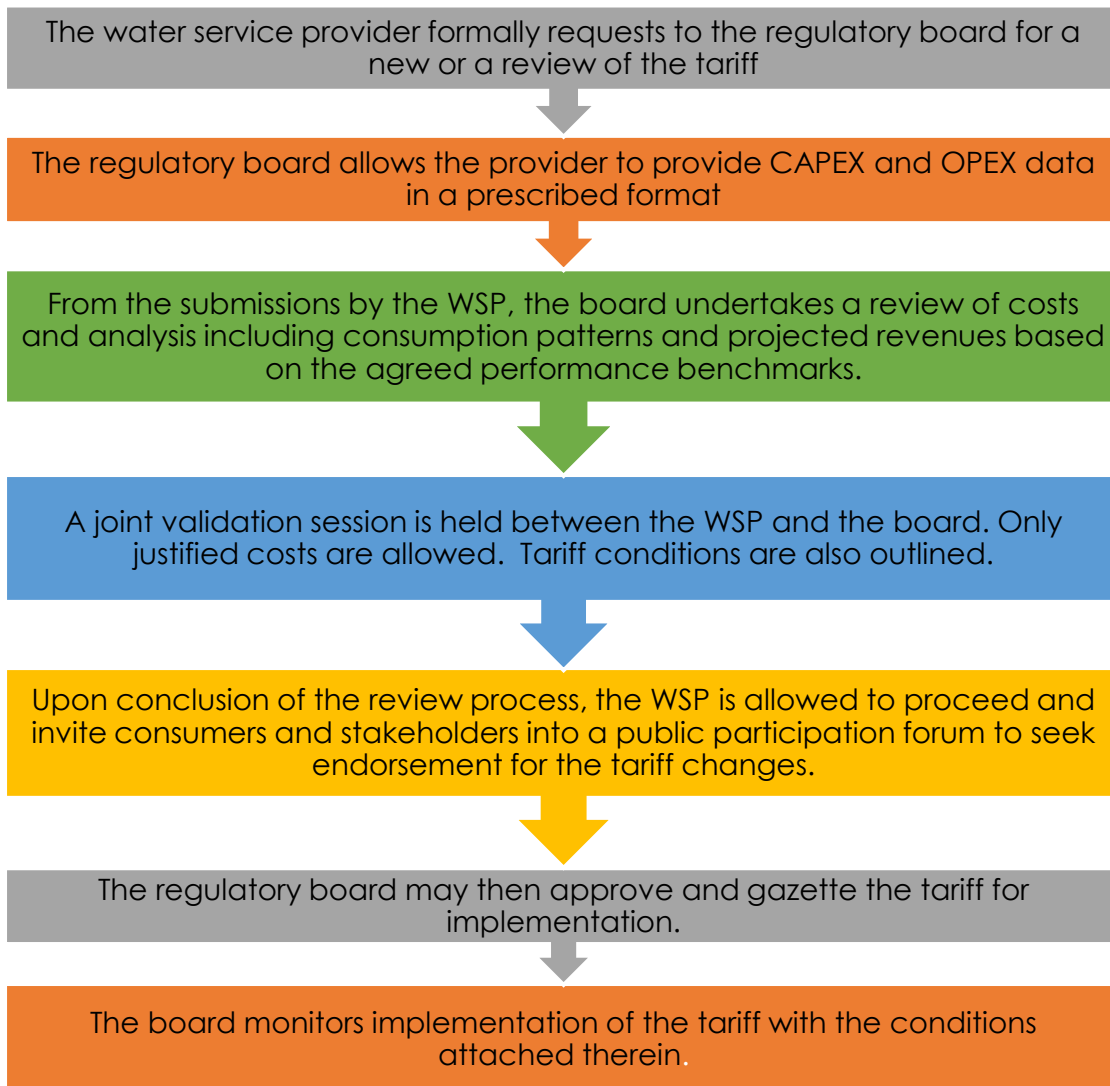 The water service provider formally requests to the regulatory board for a
new or a review of the tariff
The regulatory board allows the provider to provide CAPEX and OPEX data
in a prescribed format
From the submissions by the WSP, the board undertakes a review of costs
and analysis including consumption patterns and projected revenues based
on the agreed performance benchmarks.
A joint validation session is held between the WSP and the board. Only
justified costs are allowed.  Tariff conditions are also outlined.
Upon conclusion of the review process, the WSP is allowed to proceed and
invite consumers and stakeholders into a public participation forum to seek
endorsement for the tariff changes.
The regulatory board may then approve and gazette the tariff for
implementation.
The board monitors implementation of the tariff with the conditions
attached therein.